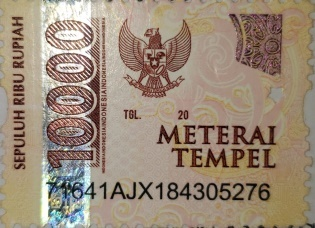 SEPULUH RIBU RUPIAH
10000
TGL. 20
METERAI
TEMPEL
71641AJX184305276